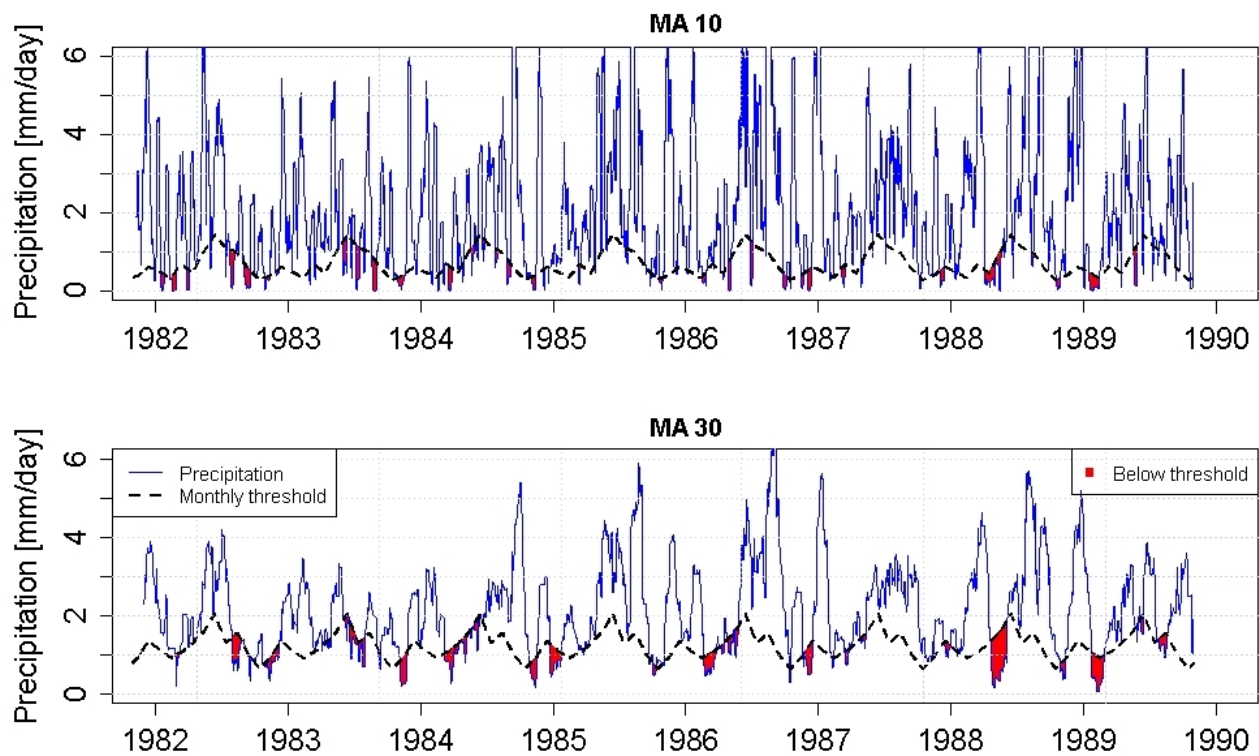 MA 10
Precipitation [mm/day]
6
4
2
0
1982 1983 1984 1985 1986 1987 1988 1989 1990
MA 30
Precipitation [mm/day]
6
4
2
0
Precipitation
Monthly threshold
Below threshold
1982 1983 1984 1985 1986 1987 1988 1989 1990